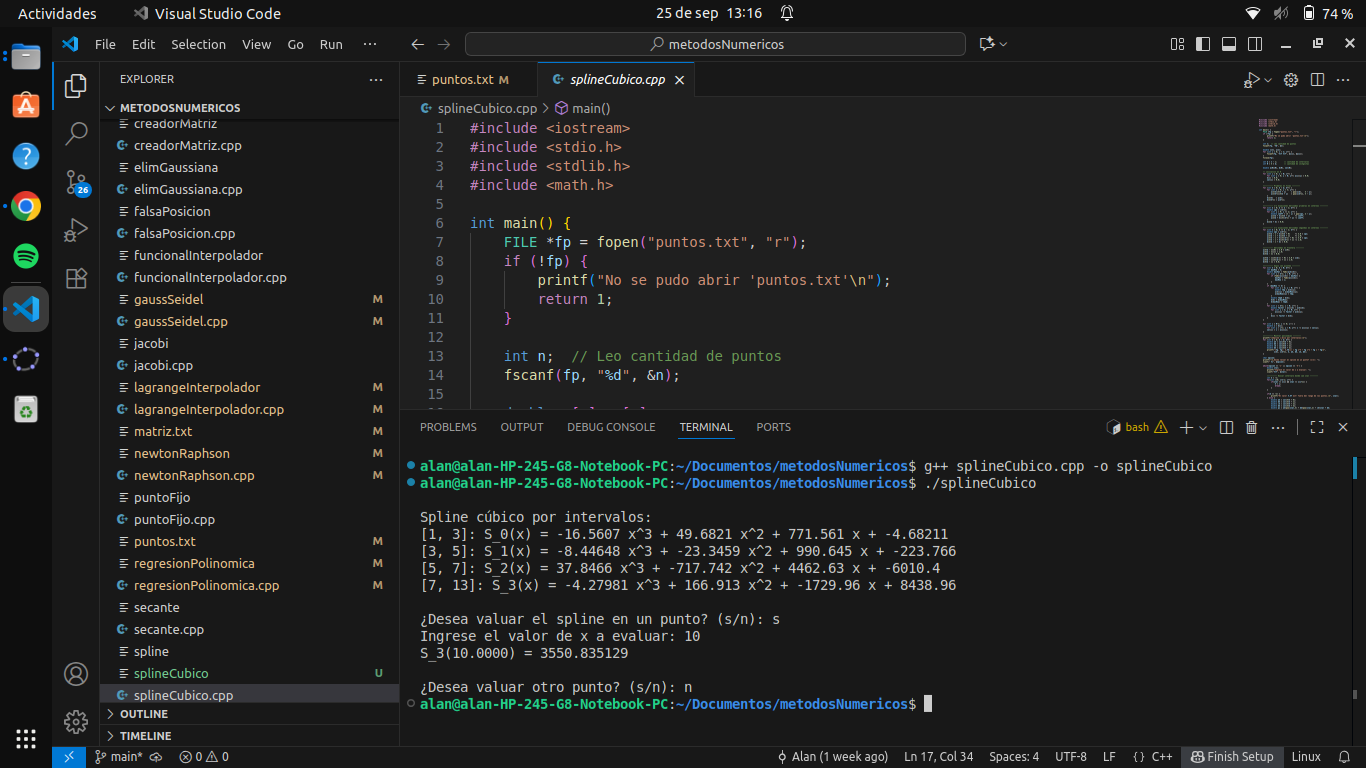 Actividades
Visual Studio Code
25 de sep 13:16
74 %
File Edit Selection View Go Run ···
metodosNumericos
EXPLORER
METODOSNUMERICOS
creadorMatriz
creadorMatriz.cpp
elimGaussiana
elimGaussiana.cpp
falsaPosicion
falsaPosicion.cpp
funcionalInterpolador
funcionalInterpolador.cpp
gaussSeidel M
gaussSeidel.cpp M
jacobi
jacobi.cpp
lagrangeInterpolador M
lagrangeInterpolador.cpp M
matriz.txt M
newtonRaphson M
newtonRaphson.cpp M
puntoFijo
puntoFijo.cpp
puntos.txt M
regresionPolinomica M
regresionPolinomica.cpp M
secante
secante.cpp
spline
splineCubico U
splineCubico.cpp
OUTLINE
TIMELINE
26
puntos.txt M
splineCubico.cpp
splineCubico.cpp > main()
1 #include <iostream>
2 #include <stdio.h>
3 #include <stdlib.h>
4 #include <math.h>
5
6 int main() {
7 FILE *fp = fopen("puntos.txt", "r");
8 if (!fp) {
9 printf("No se pudo abrir 'puntos.txt'\n");
10 return 1;
11 }
12
13 int n; // Leo cantidad de puntos
14 fscanf(fp, "%d", &n);
15
PROBLEMS OUTPUT DEBUG CONSOLE TERMINAL PORTS
bash
alan@alan-HP-245-G8-Notebook-PC:~/Documentos/metodosNumericos$ g++ splineCubico.cpp -o splineCubico
alan@alan-HP-245-G8-Notebook-PC:~/Documentos/metodosNumericos$ ./splineCubico
Spline cúbico por intervalos:
[1, 3]: S_0(x) = -16.5607 x^3 + 49.6821 x^2 + 771.561 x + -4.68211
[3, 5]: S_1(x) = -8.44648 x^3 + -23.3459 x^2 + 990.645 x + -223.766
[5, 7]: S_2(x) = 37.8466 x^3 + -717.742 x^2 + 4462.63 x + -6010.4
[7, 13]: S_3(x) = -4.27981 x^3 + 166.913 x^2 + -1729.96 x + 8438.96
¿Desea valuar el spline en un punto? (s/n): s
Ingrese el valor de x a evaluar: 10
S_3(10.0000) = 3550.835129
¿Desea valuar otro punto? (s/n): n
alan@alan-HP-245-G8-Notebook-PC:~/Documentos/metodosNumericos$
main*
0 0
Alan (1 week ago)
Ln 17, Col 34
Spaces: 4
UTF-8
LF
{ } C++
Finish Setup
Linux